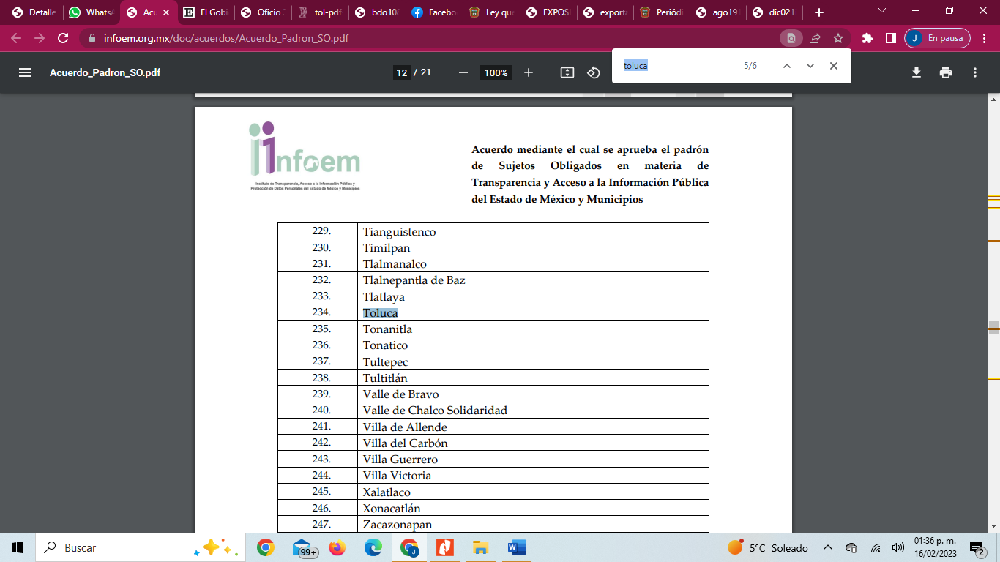 Detalle
WhatsA
Acu
El Gobi
Oficio 3
tol-pdf
bdo108
Facebo
Ley que
EXPOSI
exporta
Periódi
ago191
dic021
infoem.org.mx/doc/acuerdos/Acuerdo_Padron_SO.pdf
J En pausa
Acuerdo_Padron_SO.pdf
12 / 21
100%
toluca 5/6
infoem
Instituto de Transparencia, Acceso a la Información Pública y
Protección de Datos Personales del Estado de México y Municipios
Acuerdo mediante el cual se aprueba el padrón
de Sujetos Obligados en materia de
Transparencia y Acceso a la Información Pública
del Estado de México y Municipios
229. Tianguistenco
230. Timilpan
231. Tlalmanalco
232. Tlalnepantla de Baz
233. Tlatlaya
234. Toluca
235. Tonanitla
236. Tonatico
237. Tultepec
238. Tultitlán
239. Valle de Bravo
240. Valle de Chalco Solidaridad
241. Villa de Allende
242. Villa del Carbón
243. Villa Guerrero
244. Villa Victoria
245. Xalatlaco
246. Xonacatlán
247. Zacazonapan
Buscar
99+
5°C Soleado
01:36 p. m.
16/02/2023
2